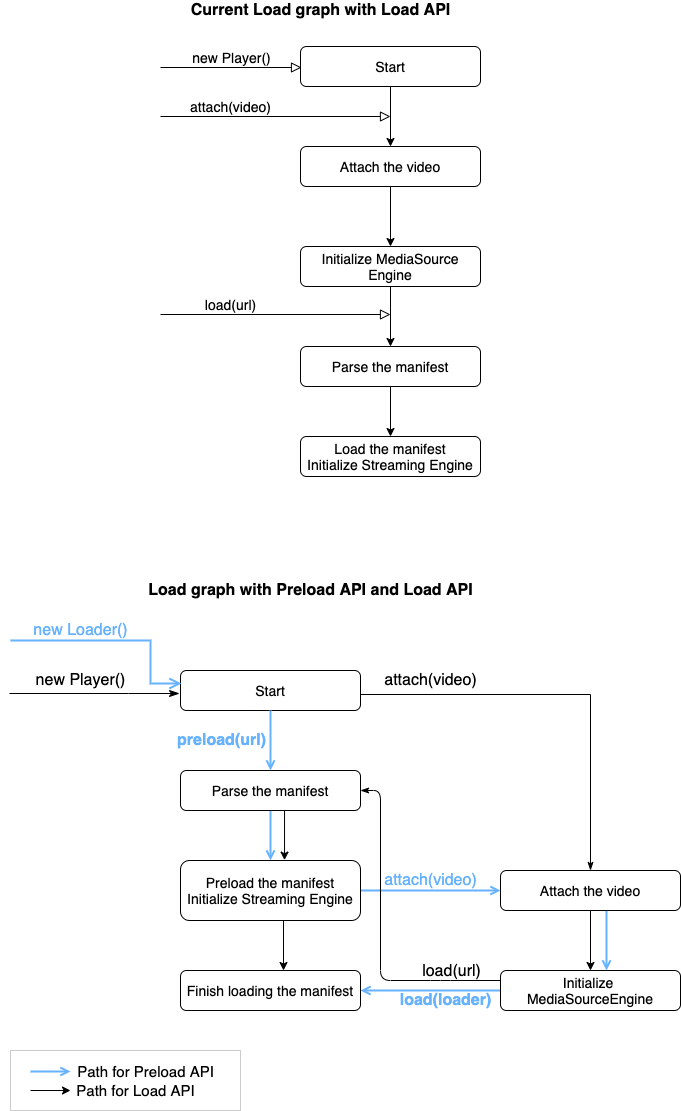 Current Load graph with Load API
new Player()
Start
attach(video)
Attach the video
Initialize MediaSource
Engine
load(url)
Parse the manifest
Load the manifest
Initialize Streaming Engine
Load graph with Preload API and Load API
new Loader()
new Player()
Start
attach(video)
preload(url)
Parse the manifest
Preload the manifest
Initialize Streaming Engine
attach(video)
Attach the video
load(url)
Finish loading the manifest
load(loader)
Initialize
MediaSourceEngine
Path for Preload API
Path for Load API